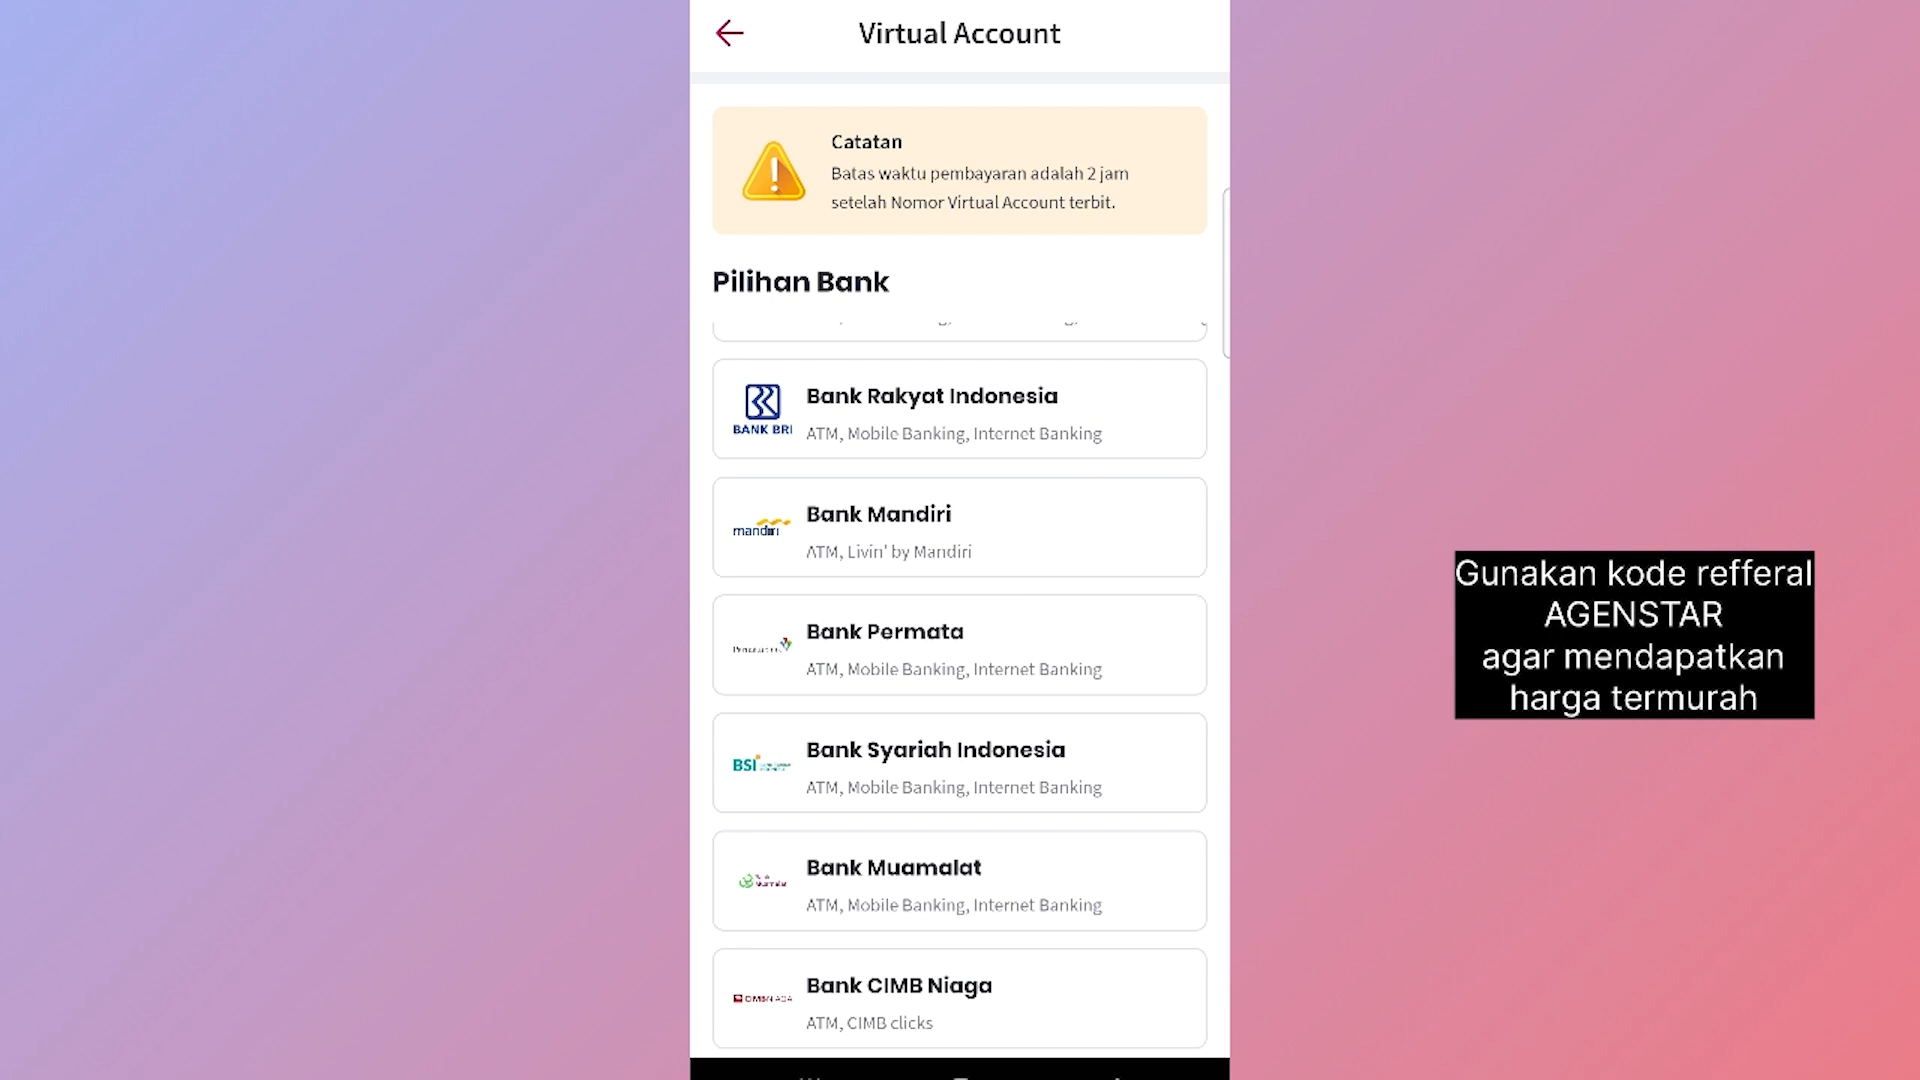 Virtual Account
Catatan
Batas waktu pembayaran adalah 2 jam
setelah Nomor Virtual Account terbit.
Pilihan Bank
BANK BRI
Bank Rakyat Indonesia
ATM, Mobile Banking, Internet Banking
mandiri
Bank Mandiri
ATM, Livin' by Mandiri
Bank Permata
ATM, Mobile Banking, Internet Banking
BSI
Bank Syariah Indonesia
ATM, Mobile Banking, Internet Banking
Bank Muamalat
ATM, Mobile Banking, Internet Banking
CIMB NIAGA
Bank CIMB Niaga
ATM, CIMB clicks
Gunakan kode refferal
AGENSTAR
agar mendapatkan
harga termurah